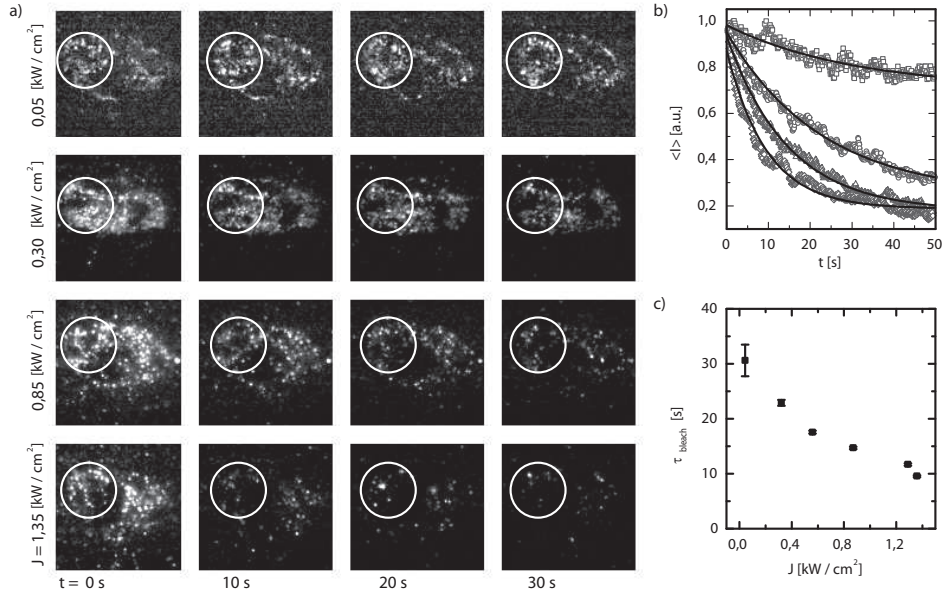 a)
0,05 [kW / cm²]
0,30 [kW / cm²]
0,85 [kW / cm²]
J = 1,35 [kW / cm²]
t = 0 s
10 s
20 s
30 s
b)
1,0
0,8
0,6
0,4
0,2
<I> [a.u.]
0 10 20 30 40 50
t [s]
c)
40
30
20
10
0
τ bleach [s]
0,0 0,4 0,8 1,2
J [kW / cm²]